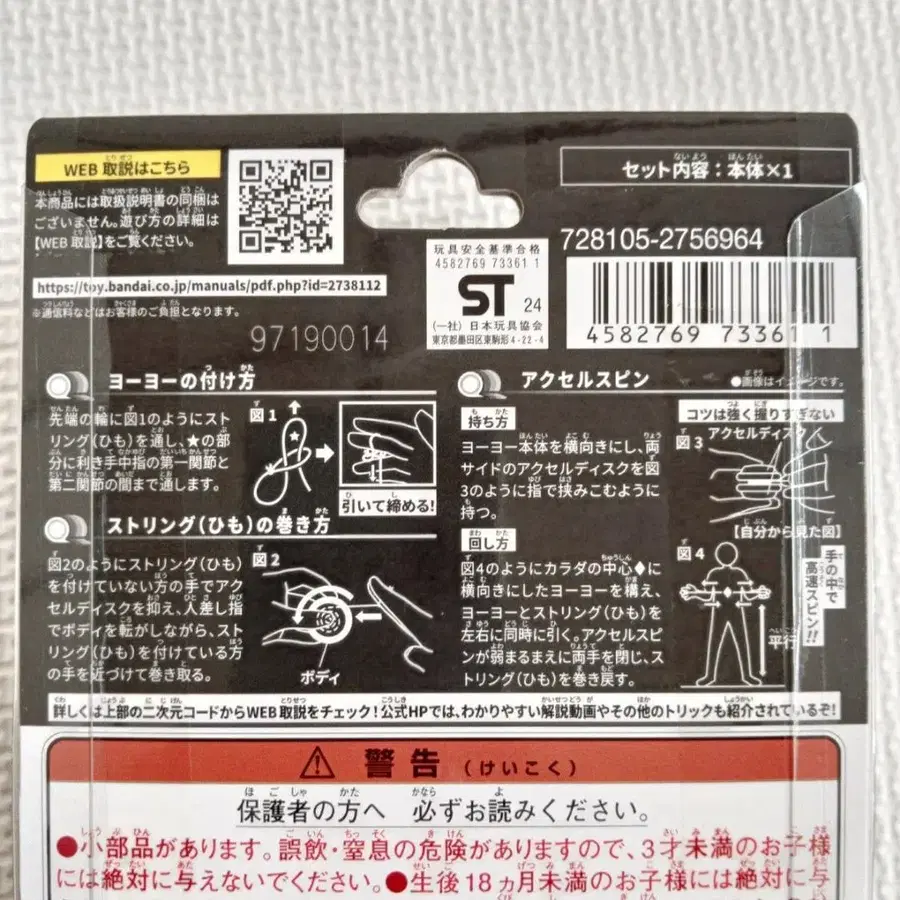 WEB 取説はこちら
本商品には取扱説明書の同梱は
ございません。遊び方の詳細は
【WEB 取説】をご覧ください。
https://toy.bandai.co.jp/manuals/pdf.php?id=2738112
※通信料などはお客様のご負担となります。
97190014
玩具安全基準合格
4582769 73361 1
ST 24
(一社) 日本玩具協会
東京都墨田区東駒形4-22-4
セット内容：本体×1
728105-2756964
4582769 73361 1
ヨーヨーの付け方
先端の輪に図1のようにスト
リング(ひも)を通し、★の部
分に利き手中指の第一関節と
第二関節の間まで通します。
図1
引いて締める!
ストリング(ひも)の巻き方
図2のようにストリング(ひも)
を付けていない方の手でアク
セルディスクを抑え、人差し指
でボディを転がしながら、スト
リング(ひも)を付けている方
の手を近づけて巻き取る。
図2
ボディ
アクセルスピン
●画像はイメージです。
持ち方
ヨーヨー本体を横向きにし、両
サイドのアクセルディスクを図
3のように指で挟みこむように
持つ。
コツは強く握りすぎない
図3 アクセルディスク
【自分から見た図】
回し方
図4のようにカラダの中心♦に
横向きにしたヨーヨーを構え、
ヨーヨーとストリング(ひも)を
左右に同時に引く。アクセルスピ
ンが弱まるまえに両手を閉じ、ス
トリング(ひも)を巻き戻す。
図4
平行
手の中で
高速スピン!!
詳しくは上部の二次元コードからWEB取説をチェック!公式HPでは、わかりやすい解説動画やその他のトリックも紹介されているぞ!
警告 (けいこく)
保護者の方へ 必ずお読みください。
●小部品があります。誤飲・窒息の危険がありますので、3才未満のお子様
には絶対に与えないでください。●生後18ヵ月未満のお子様には絶対に与